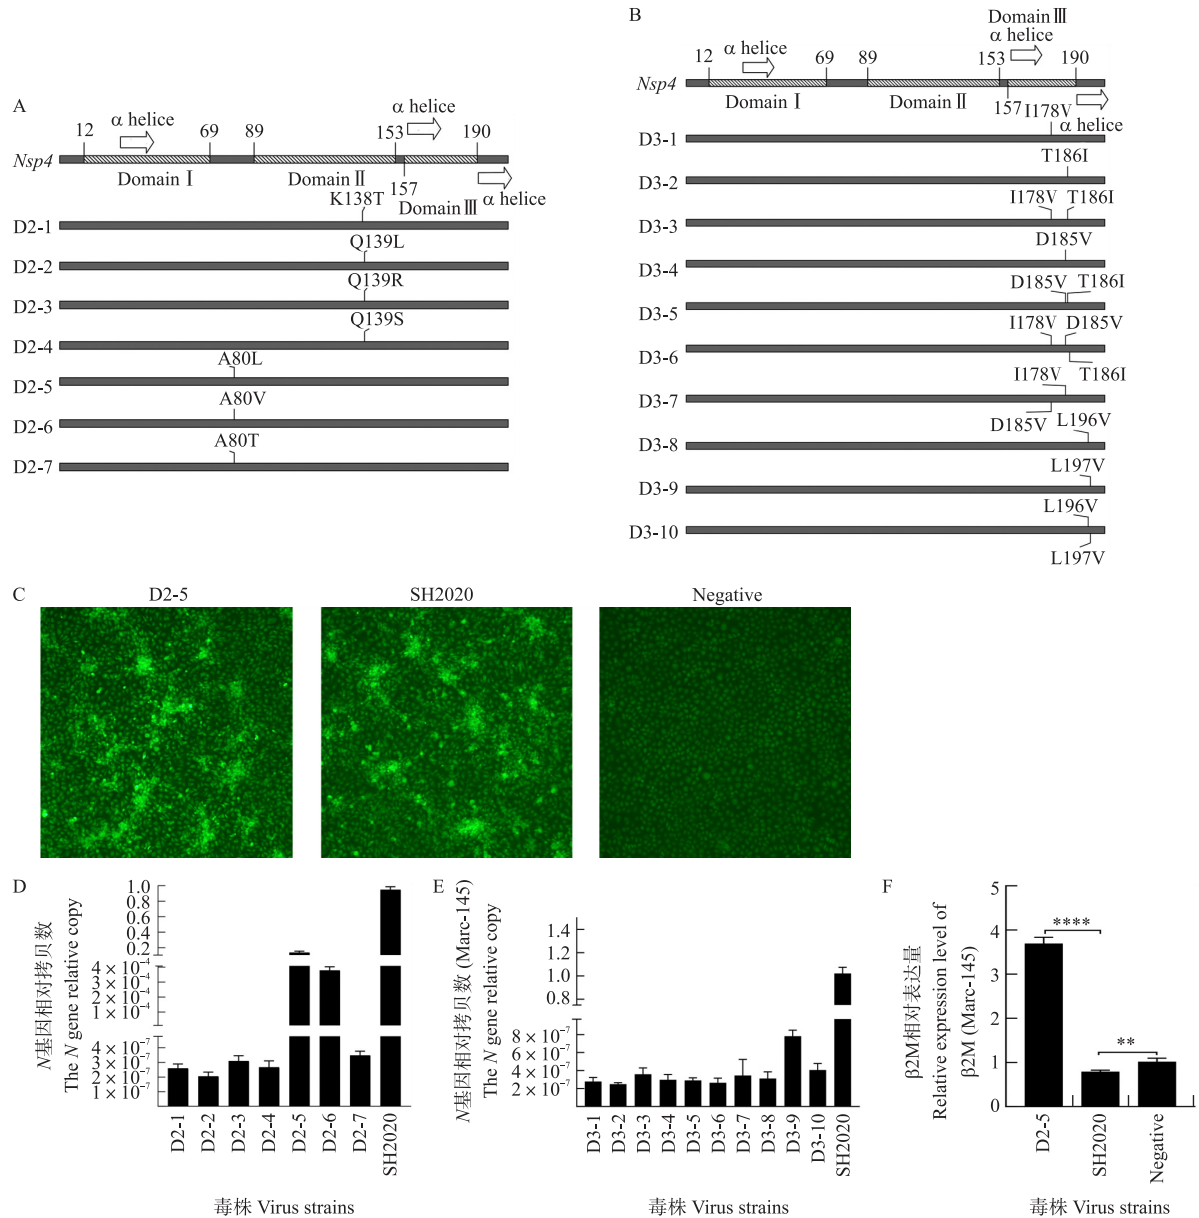 A
α helice
α helice
12
69
89
153
190
Nsp4
Domain Ⅰ
Domain Ⅱ
157
α helice
K138T
Domain Ⅲ
D2-1
Q139L
D2-2
Q139R
D2-3
Q139S
D2-4
A80L
D2-5
A80V
D2-6
A80T
D2-7
B
Domain Ⅲ
α helice
α helice
12
69
89
153
190
Nsp4
Domain Ⅰ
Domain Ⅱ
157
I178V
α helice
D3-1
T186I
D3-2
I178V
T186I
D3-3
D185V
D3-4
D185V
T186I
D3-5
I178V
D185V
D3-6
T186I
I178V
D3-7
D185V
L196V
D3-8
L197V
D3-9
L196V
D3-10
L197V
C
D2-5
SH2020
Negative
D
N基因相对拷贝数
The N gene relative copy
1.0
0.8
0.6
0.4
0.2
4×10⁻⁴
3×10⁻⁴
2×10⁻⁴
1×10⁻⁴
3×10⁻⁷
2×10⁻⁷
1×10⁻⁷
D2-1
D2-2
D2-3
D2-4
D2-5
D2-6
D2-7
SH2020
毒株 Virus strains
E
N基因相对拷贝数 (Marc-145)
The N gene relative copy
1.4
1.2
1.0
0.8
8×10⁻⁷
6×10⁻⁷
4×10⁻⁷
2×10⁻⁷
0
D3-1
D3-2
D3-3
D3-4
D3-5
D3-6
D3-7
D3-8
D3-9
D3-10
SH2020
毒株 Virus strains
F
β2M相对表达量
Relative expression level of
β2M (Marc-145)
5
4
3
2
1
0
****
**
D2-5
SH2020
Negative
毒株 Virus strains